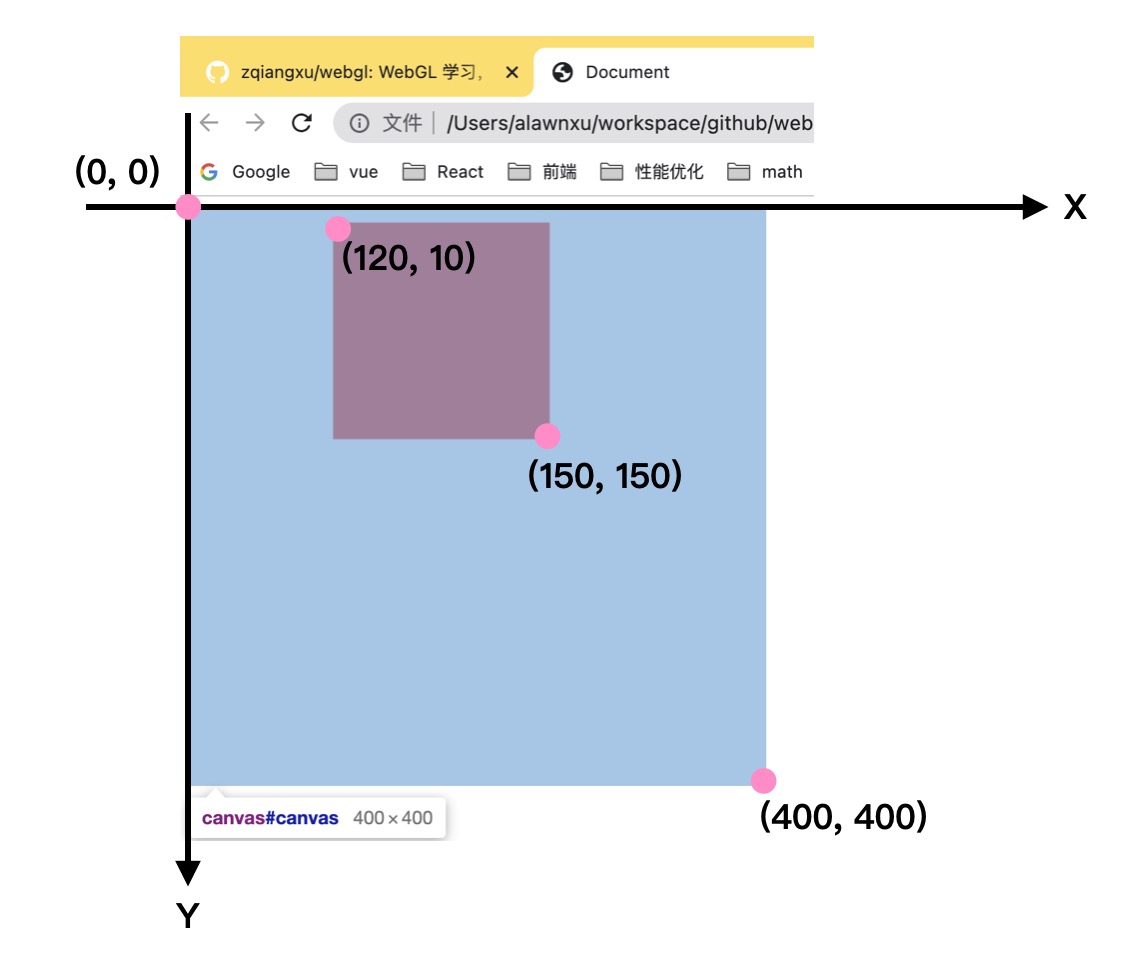 zqiangxu/webgl: WebGL 学习,
Document
文件 /Users/alawnxu/workspace/github/web
(0, 0)
Google vue React 前端 性能优化 math
X
(120, 10)
(150, 150)
canvas#canvas 400×400
(400, 400)
Y